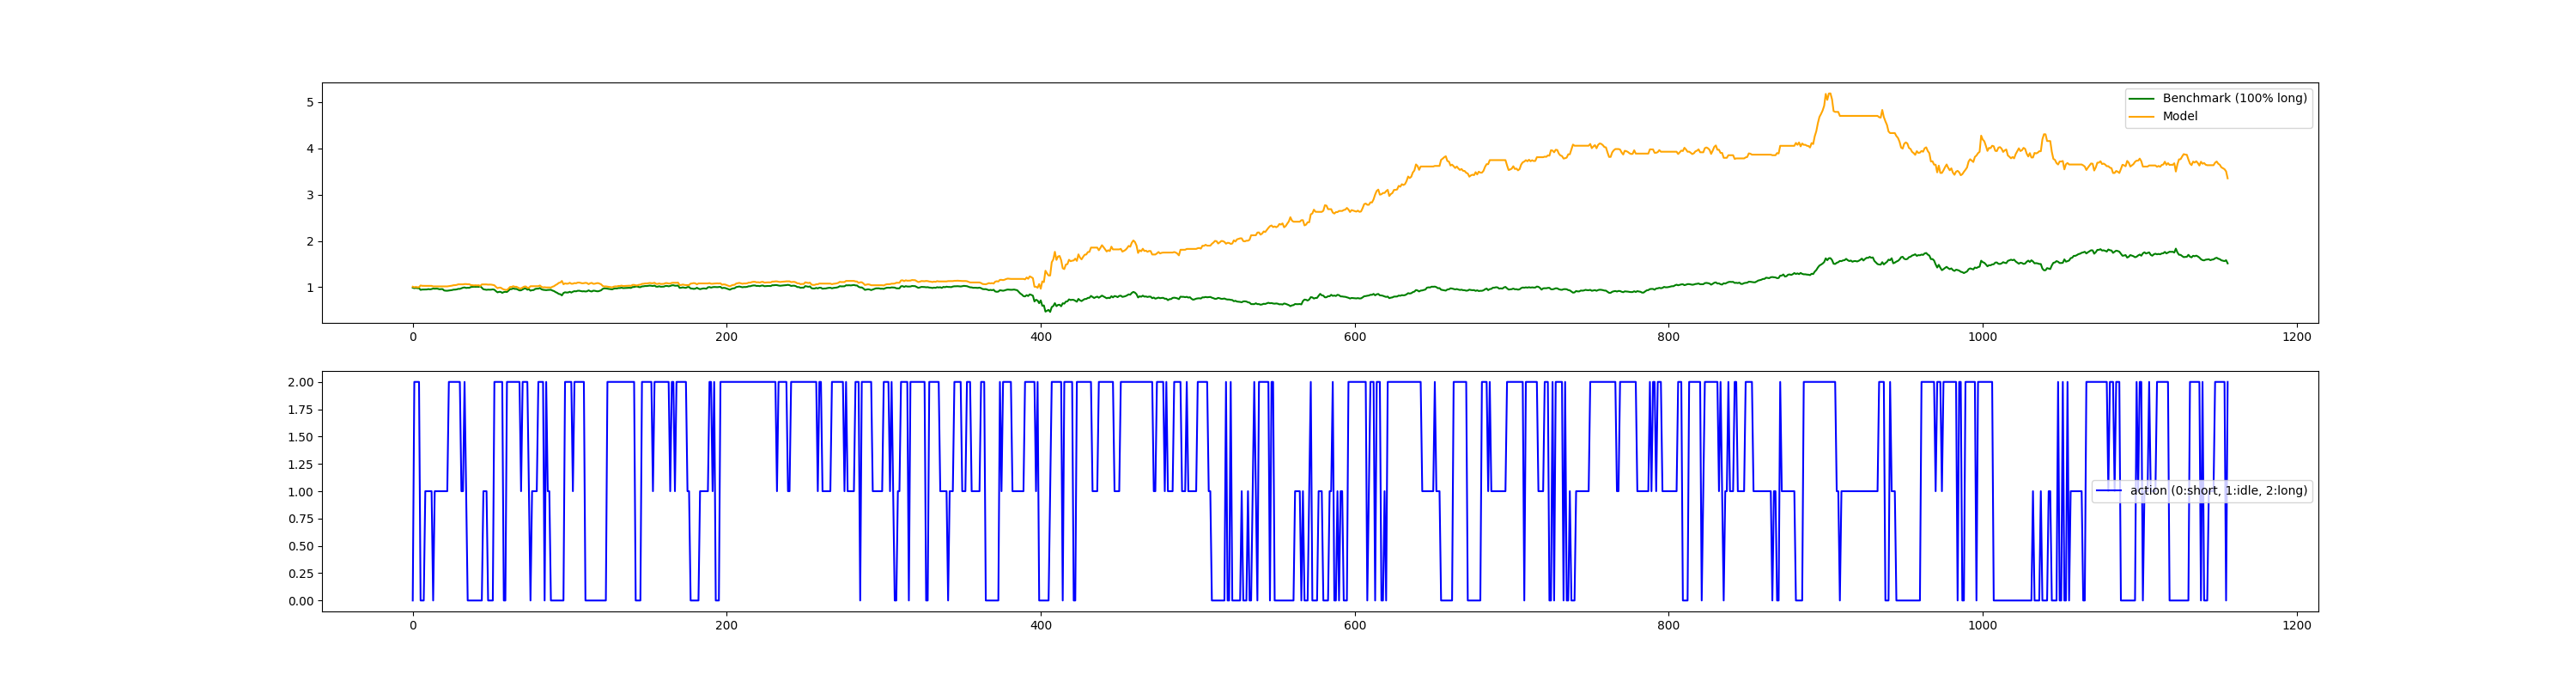 5
4
3
2
1
Benchmark (100% long)
Model
0 200 400 600 800 1000 1200
2.00
1.75
1.50
1.25
1.00
0.75
0.50
0.25
0.00
action (0:short, 1:idle, 2:long)
0 200 400 600 800 1000 1200